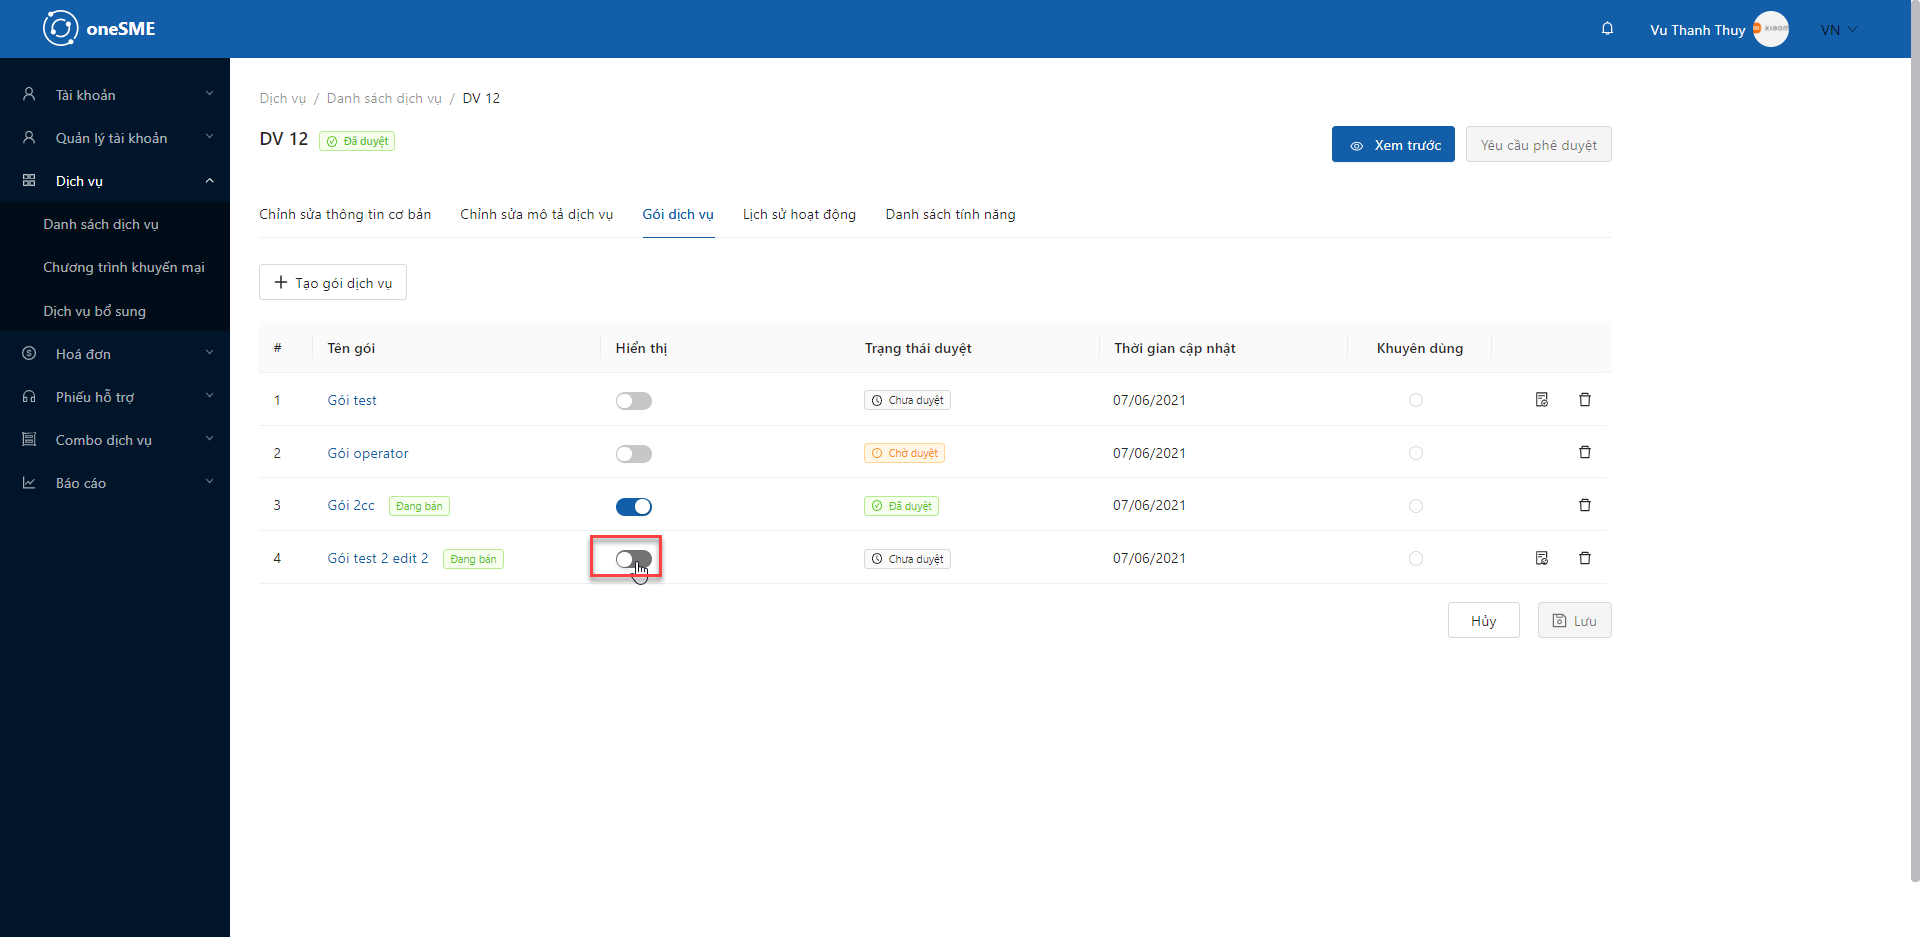 oneSME
Vu Thanh Thuy
VN
Tài khoản
Quản lý tài khoản
Dịch vụ
Danh sách dịch vụ
Chương trình khuyến mại
Dịch vụ bổ sung
Hoá đơn
Phiếu hỗ trợ
Combo dịch vụ
Báo cáo
Dịch vụ / Danh sách dịch vụ / DV 12
DV 12 Đã duyệt
Xem trước Yêu cầu phê duyệt
Chỉnh sửa thông tin cơ bản Chỉnh sửa mô tả dịch vụ Gói dịch vụ Lịch sử hoạt động Danh sách tính năng
Tạo gói dịch vụ
# Tên gói Hiển thị Trạng thái duyệt Thời gian cập nhật Khuyên dùng
1 Gói test Chưa duyệt 07/06/2021
2 Gói operator Chờ duyệt 07/06/2021
3 Gói 2cc Đang bán Đã duyệt 07/06/2021
4 Gói test 2 edit 2 Đang bán Chưa duyệt 07/06/2021
Hủy Lưu